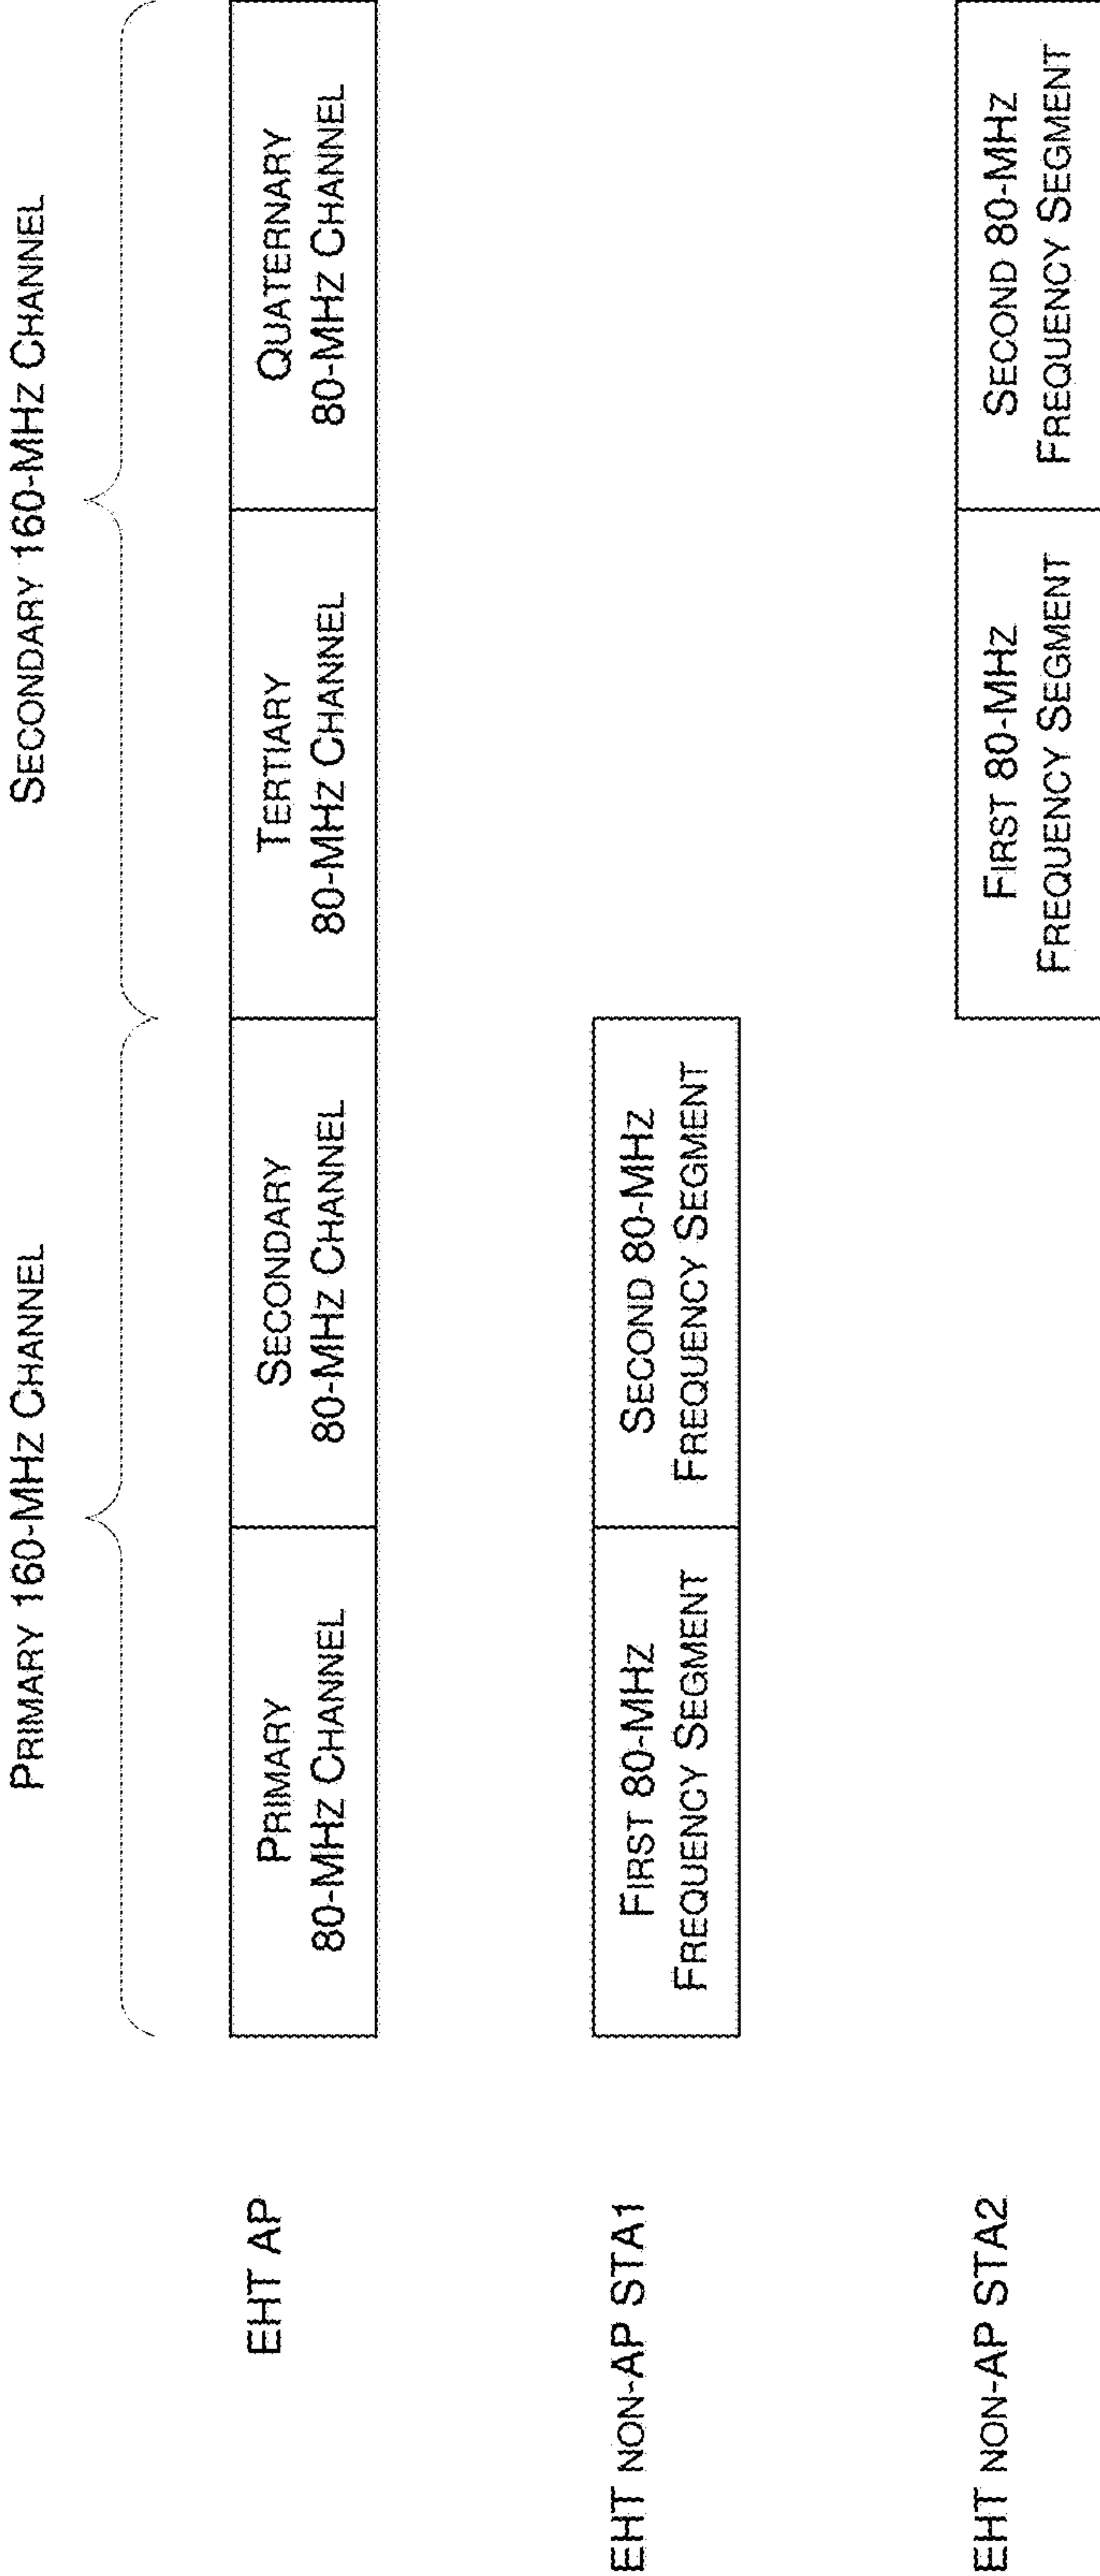 PRIMARY 160-MHZ CHANNEL
SECONDARY 160-MHZ CHANNEL
EHT AP
PRIMARY
80-MHZ CHANNEL
SECONDARY
80-MHZ CHANNEL
TERTIARY
80-MHZ CHANNEL
QUATERNARY
80-MHZ CHANNEL
EHT NON-AP STA1
FIRST 80-MHZ
FREQUENCY SEGMENT
SECOND 80-MHZ
FREQUENCY SEGMENT
EHT NON-AP STA2
FIRST 80-MHZ
FREQUENCY SEGMENT
SECOND 80-MHZ
FREQUENCY SEGMENT